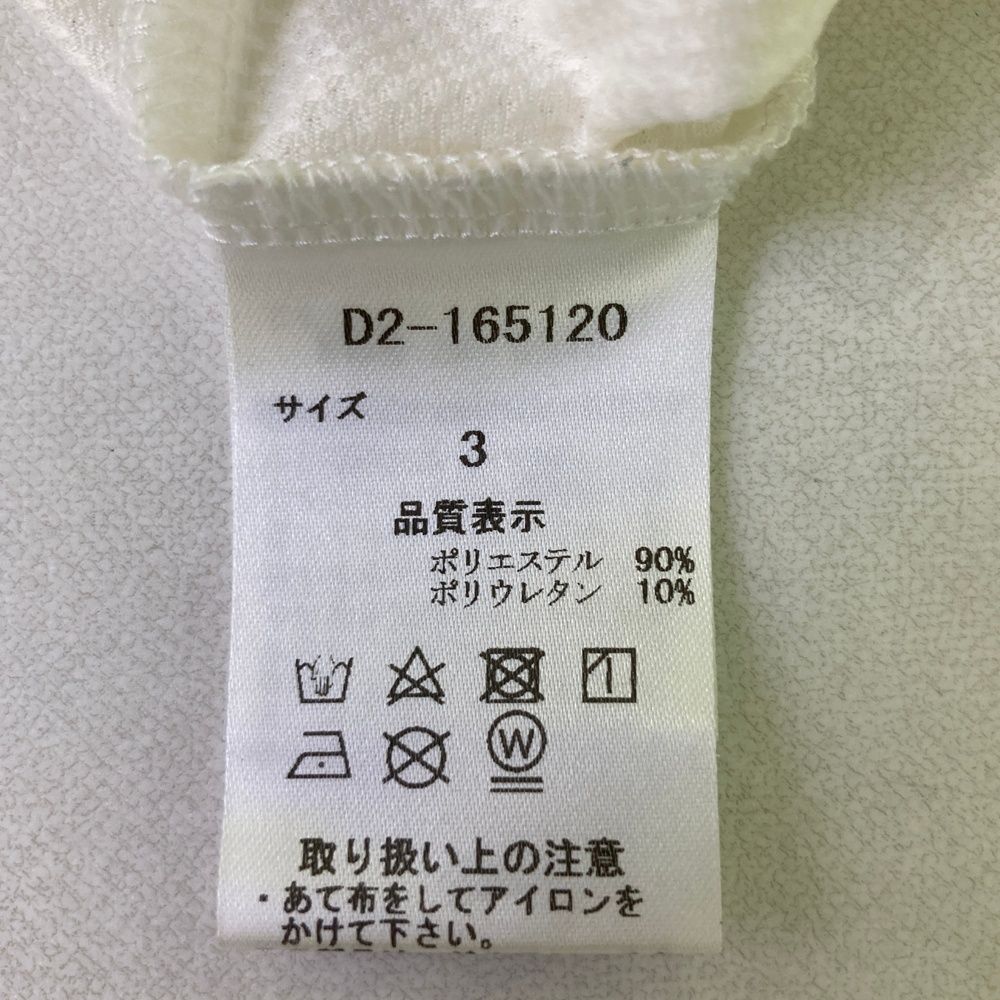 D2-165120
サイズ
3
品質表示
ポリエステル 90%
ポリウレタン 10%
W
取り扱い上の注意
・あて布をしてアイロンを
かけて下さい。